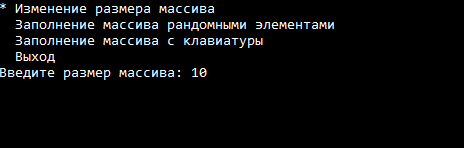 * Изменение размера массива
Заполнение массива рандомными элементами
Заполнение массива с клавиатуры
Выход
Введите размер массива: 10